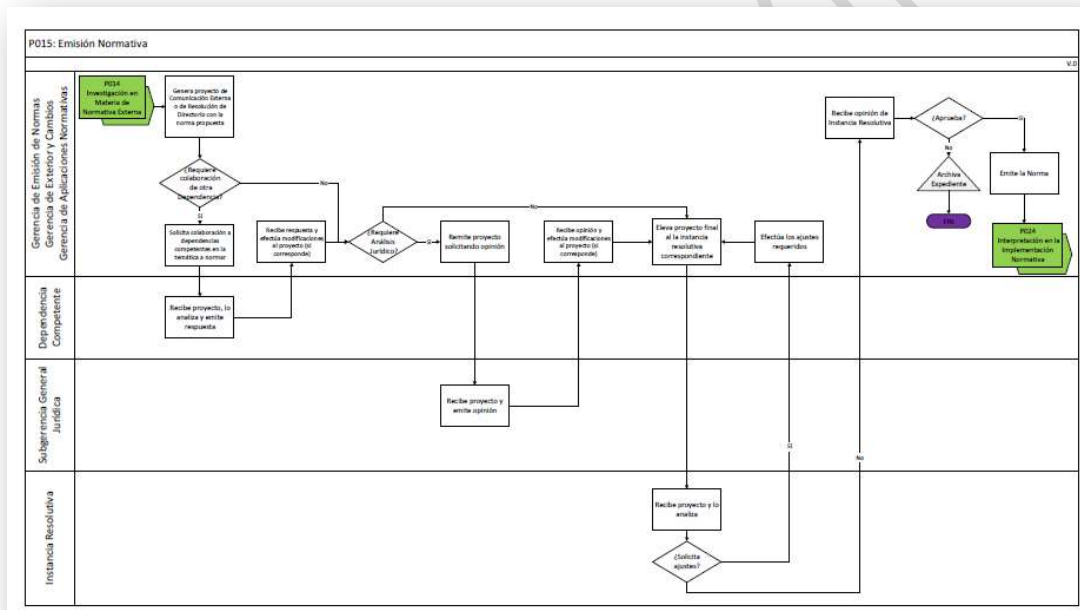 P015: Emisión Normativa
V.0
Gerencia de Emisión de Normas
Gerencia de Exterior y Cambios
Gerencia de Aplicaciones Normativas
P014
Investigación en
Materia de
Normativa Externa
Genera proyecto de
Comunicación Externa
o de Resolución de
Directorio con la
norma propuesta
¿Requiere
colaboración
de otra
Dependencia?
No
SI
Solicita colaboración a
dependencias
competentes en la
temática a normar
Recibe respuesta y
efectúa modificaciones
al proyecto (si
corresponde)
¿Requiere
Análisis
Jurídico?
No
Si
Remite proyecto
solicitando opinión
Recibe opinión y
efectúa modificaciones
al proyecto (si
corresponde)
Eleva proyecto final
al la instancia
resolutiva
correspondiente
Efectúa los ajustes
requeridos
Recibe opinión de
Instancia Resolutiva
¿Aprueba?
Si
No
Archiva
Expediente
FIN
Emite la Norma
P024
Interpretación en la
Implementación
Normativa
Dependencia
Competente
Recibe proyecto, lo
analiza y emite
respuesta
Subgerencia General
Jurídica
Recibe proyecto y
emite opinión
SI
No
Instancia Resolutiva
Recibe proyecto y lo
analiza
¿Solicita
ajustes?